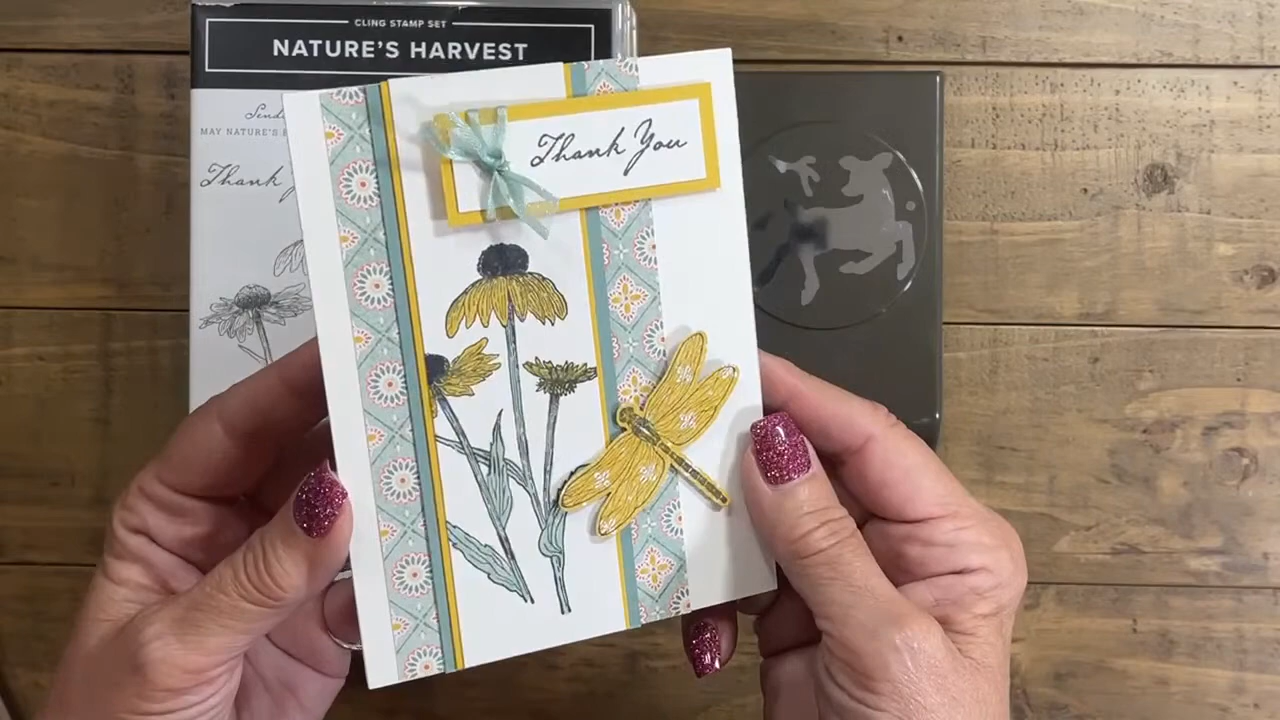 CLING STAMP SET
NATURE'S HARVEST
MAY NATURE'S
Thank
Thank You